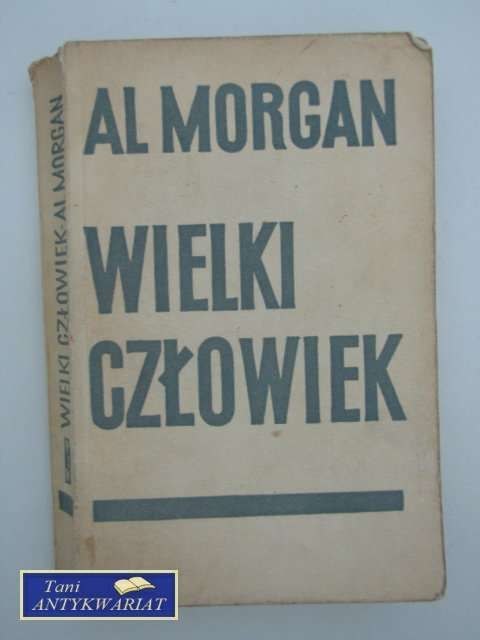 AL MORGAN
WIELKI
CZŁOWIEK
WIELKI CZŁOWIEK·AL MORGAN
Tani
ANTYKWARIAT